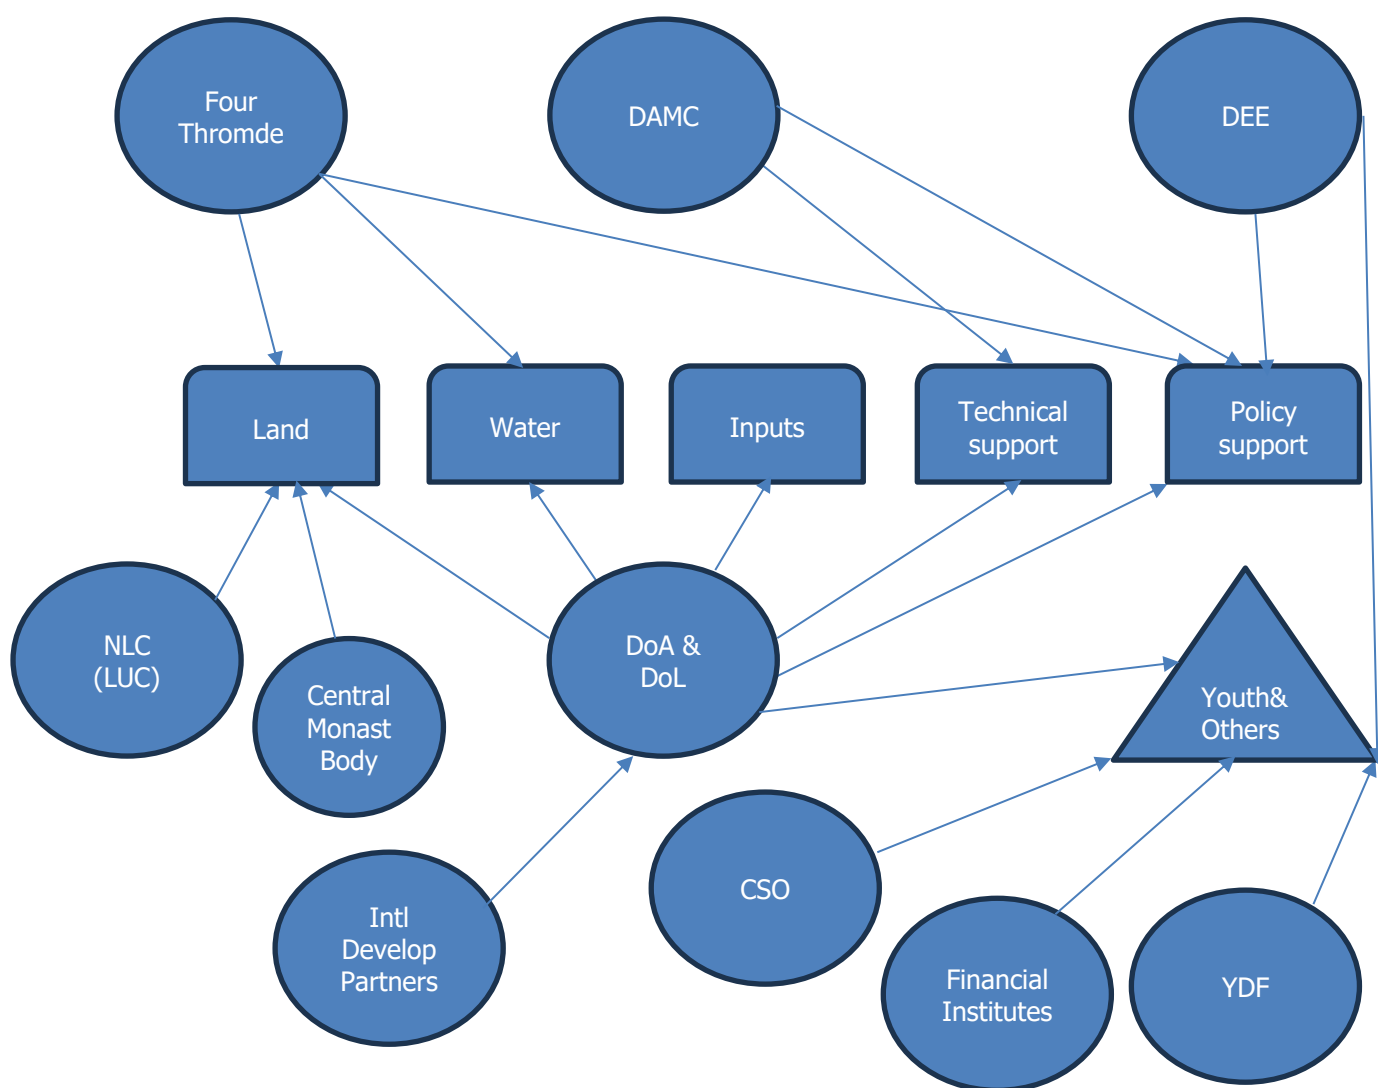 Four
Thromde
DAMC
DEE
Land
Water
Inputs
Technical
support
Policy
support
NLC
(LUC)
Central
Monast
Body
DoA &
DoL
Youth&
Others
Intl
Develop
Partners
CSO
Financial
Institutes
YDF